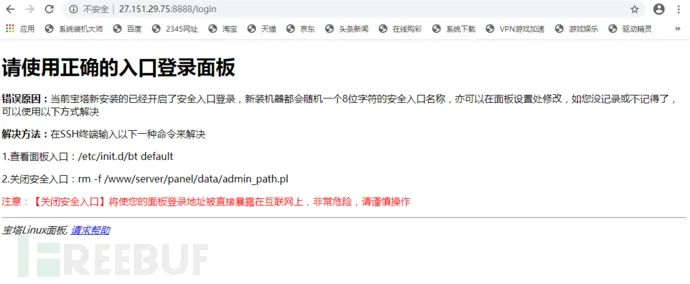 不安全 | 27.151.29.75:8888/login
应用 系统装机大师 百度 2345网址 淘宝 天猫 京东 头条新闻 在线购彩 系统下载 VPN游戏加速 游戏娱乐 驱动精灵 »
请使用正确的入口登录面板
错误原因：当前宝塔新安装的已经开启了安全入口登录，新装机器都会随机一个8位字符的安全入口名称，亦可以在面板设置处修改，如您没记录或不记得了，
可以使用以下方式解决
解决方法：在SSH终端输入以下一种命令来解决
1.查看面板入口：/etc/init.d/bt default
2.关闭安全入口：rm -f /www/server/panel/data/admin_path.pl
注意：【关闭安全入口】将使您的面板登录地址被直接暴露在互联网上，非常危险，请谨慎操作
宝塔Linux面板, 请求帮助
FREEBUF